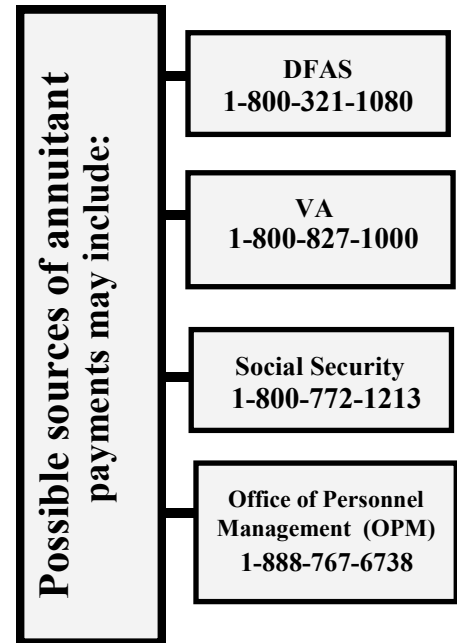 Possible sources of annuitant
payments may include:
DFAS
1-800-321-1080
VA
1-800-827-1000
Social Security
1-800-772-1213
Office of Personnel
Management (OPM)
1-888-767-6738